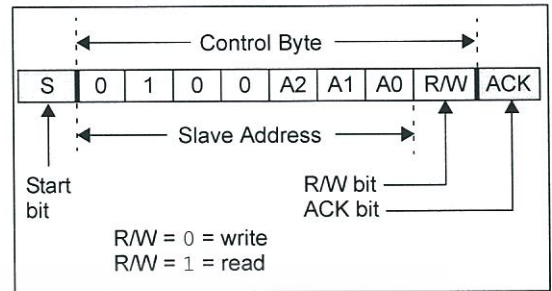 Control Byte
S 0 1 0 0 A2 A1 A0 R/W ACK
Slave Address
Start
bit
R/W bit
ACK bit
R/W = 0 = write
R/W = 1 = read